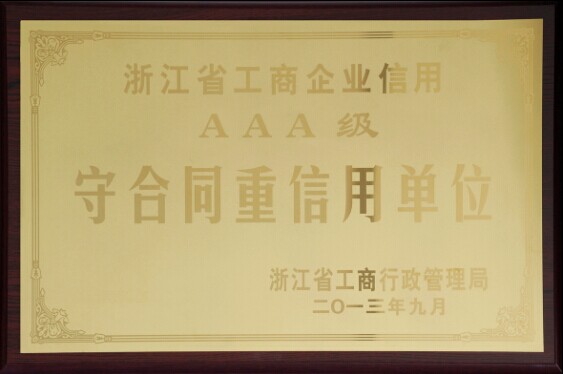 浙江省工商企业信用
AAA级
守合同重信用单位
浙江省工商行政管理局
二〇一三年九月